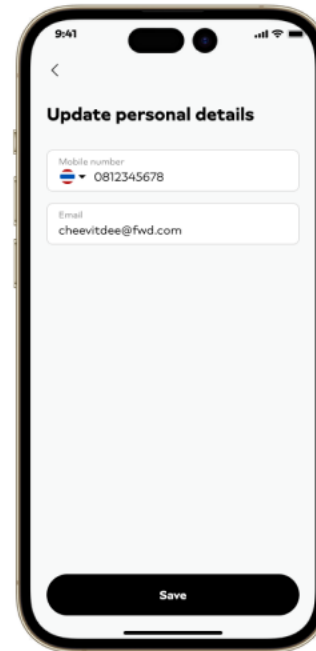 9:41
Update personal details
Mobile number
0812345678
Email
cheevitdee@fwd.com
Save